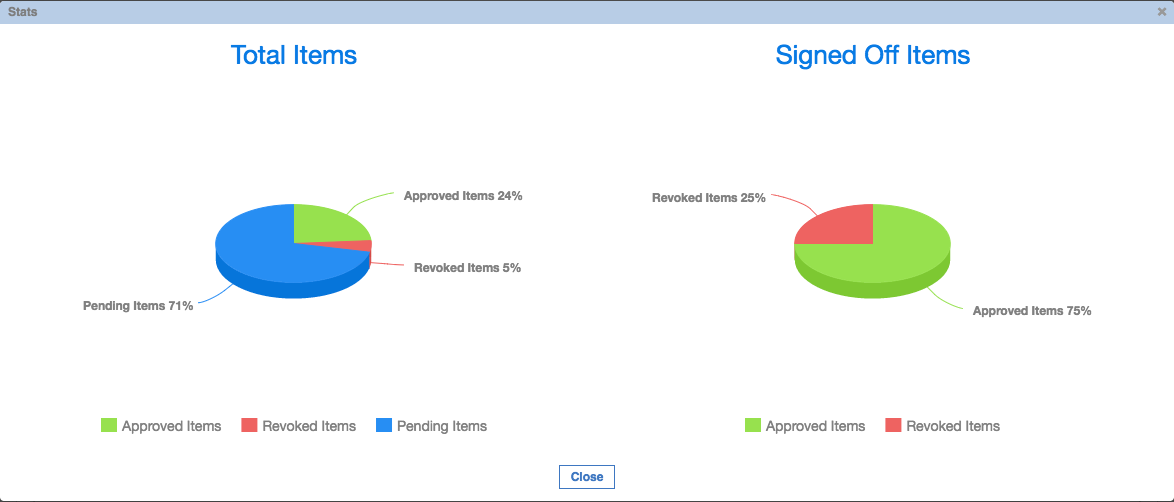 Stats
Total Items
Signed Off Items
Approved Items 24%
Revoked Items 5%
Pending Items 71%
Revoked Items 25%
Approved Items 75%
Approved Items Revoked Items Pending Items
Approved Items Revoked Items
Close